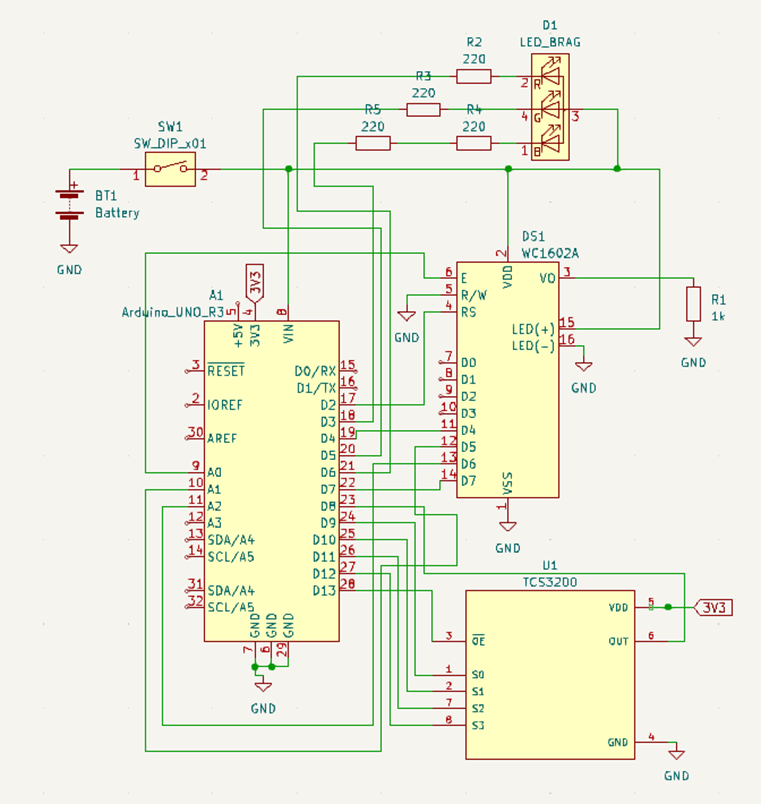 D1
LED_BRAG
R2
220
R3
220
R5
220
R4
220
2 R
4 G 3
1 B
SW1
SW_DIP_x01
1 2
+
BT1
Battery
GND
DS1
WC1602A
2
VDD
6 E
5 R/W
4 RS
VO 3
LED(+) 15
LED(-) 16
7 D0
8 D1
9 D2
10 D3
11 D4
12 D5
13 D6
14 D7
VSS
1
GND
GND
GND
R1
1k
GND
A1
Arduino_UNO_R3
3V3
5 4 8
+5V 3V3 VIN
3 RESET
2 IOREF
30 AREF
9 A0
10 A1
11 A2
12 A3
13 SDA/A4
14 SCL/A5
31 SDA/A4
32 SCL/A5
D0/RX 15
D1/TX 16
D2 17
D3 18
D4 19
D5 20
D6 21
D7 22
D8 23
D9 24
D10 25
D11 26
D12 27
D13 28
GND GND GND
7 6 29
GND
U1
TCS3200
VDD 5
3V3
3 OE
OUT 6
1 S0
2 S1
7 S2
8 S3
GND 4
GND